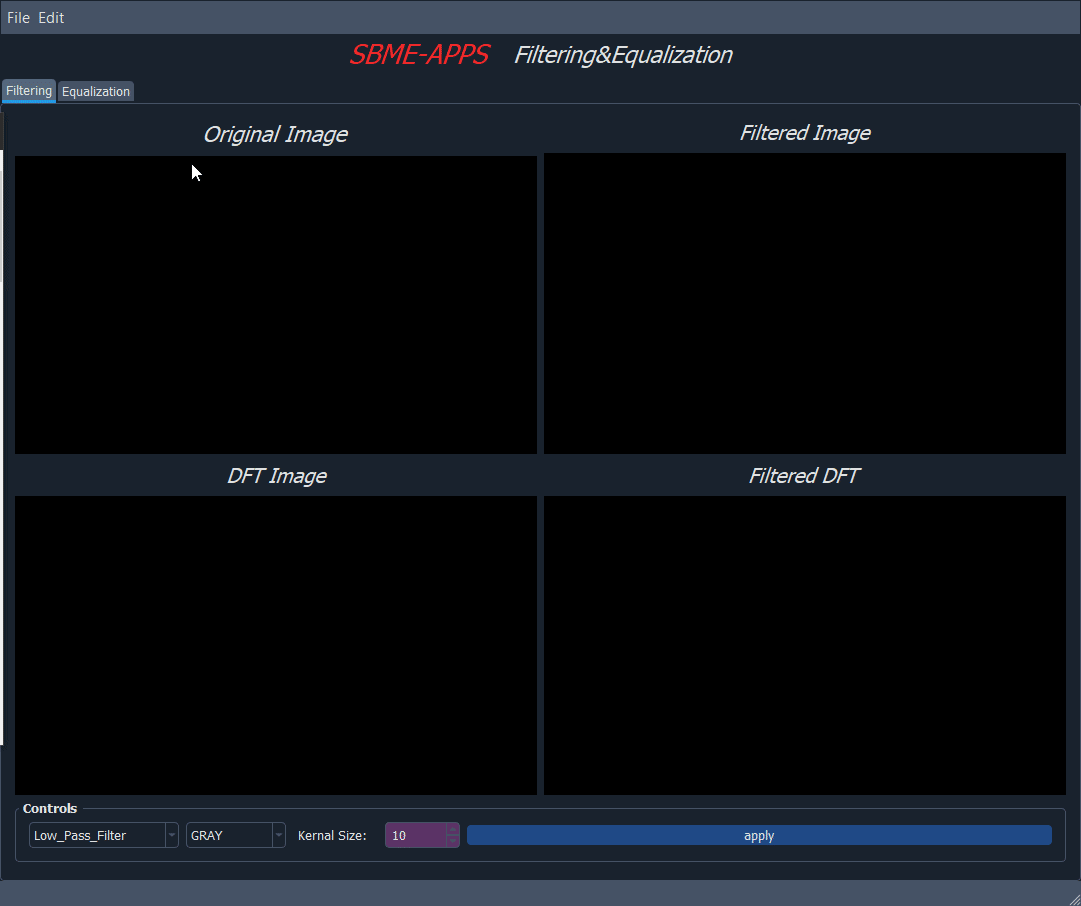 File Edit
SBME-APPS Filtering&Equalization
Filtering Equalization
Original Image Filtered Image
DFT Image Filtered DFT
Controls
Low_Pass_Filter GRAY Kernal Size: 10 apply